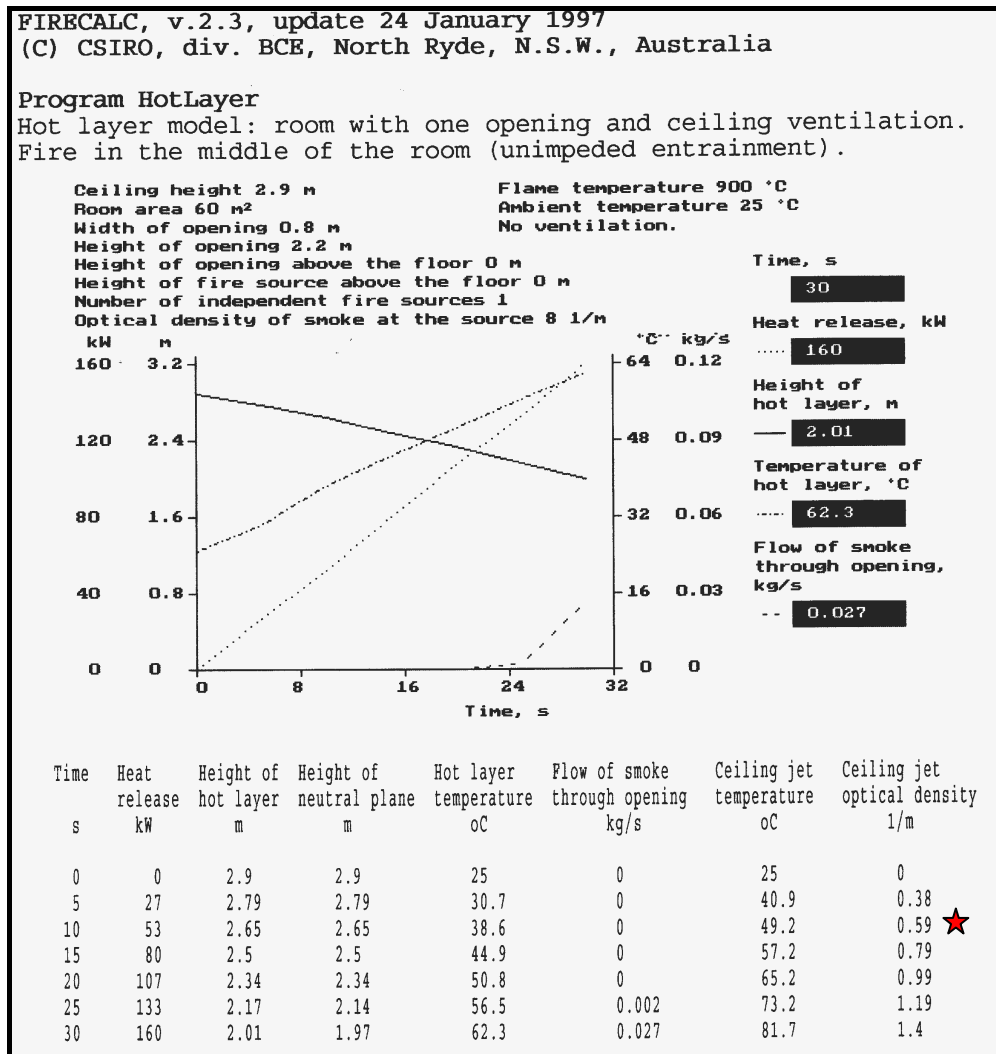 FIRECALC, v.2.3, update 24 January 1997
(C) CSIRO, div. BCE, North Ryde, N.S.W., Australia
Program HotLayer
Hot layer model: room with one opening and ceiling ventilation.
Fire in the middle of the room (unimpeded entrainment).
Ceiling height 2.9 m
Room area 60 m²
Width of opening 0.8 m
Height of opening 2.2 m
Height of opening above the floor 0 m
Height of fire source above the floor 0 m
Number of independent fire sources 1
Optical density of smoke at the source 8 1/m
Flame temperature 900 °C
Ambient temperature 25 °C
No ventilation.
kW m °C kg/s
160 3.2 64 0.12
120 2.4 48 0.09
80 1.6 32 0.06
40 0.8 16 0.03
0 0 0 0
0 8 16 24 32
Time, s
Time, s
30
Heat release, kW
160
Height of
hot layer, m
2.01
Temperature of
hot layer, °C
62.3
Flow of smoke
through opening,
kg/s
0.027
Time Heat Height of Height of Hot layer Flow of smoke Ceiling jet Ceiling jet
release hot layer neutral plane temperature through opening temperature optical density
s kW m m oC kg/s oC 1/m
0 0 2.9 2.9 25 0 25 0
5 27 2.79 2.79 30.7 0 40.9 0.38
10 53 2.65 2.65 38.6 0 49.2 0.59
15 80 2.5 2.5 44.9 0 57.2 0.79
20 107 2.34 2.34 50.8 0 65.2 0.99
25 133 2.17 2.14 56.5 0.002 73.2 1.19
30 160 2.01 1.97 62.3 0.027 81.7 1.4